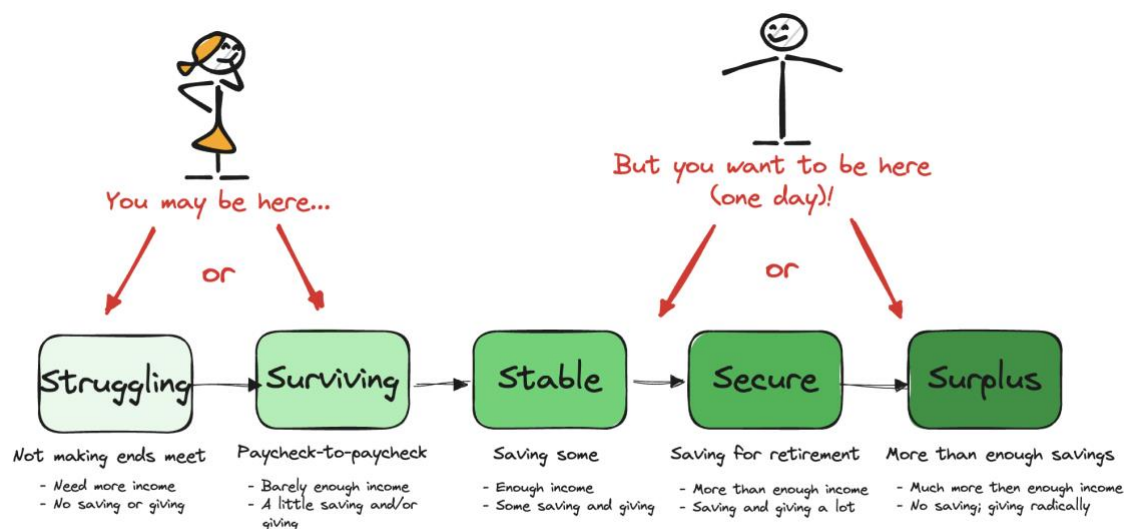 You may be here...
But you want to be here
(one day)!
or
or
Struggling
Surviving
Stable
Secure
Surplus
Not making ends meet
- Need more income
- No saving or giving
Paycheck-to-paycheck
- Barely enough income
- A little saving and/or
giving
Saving some
- Enough income
- Some saving and giving
Saving for retirement
- More than enough income
- Saving and giving a lot
More than enough savings
- Much more then enough income
- No saving; giving radically